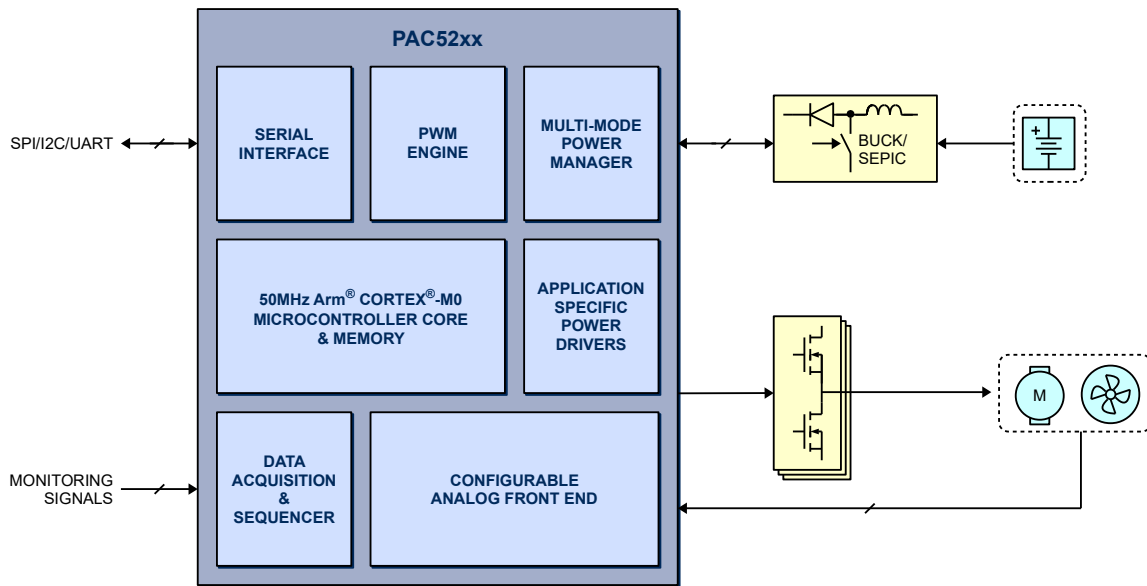 PAC52xx
SPI/I2C/UART
SERIAL
INTERFACE
PWM
ENGINE
MULTI-MODE
POWER
MANAGER
BUCK/
SEPIC
+
50MHz Arm® CORTEX®-M0
MICROCONTROLLER CORE
& MEMORY
APPLICATION
SPECIFIC
POWER
DRIVERS
M
MONITORING
SIGNALS
DATA
ACQUISITION
&
SEQUENCER
CONFIGURABLE
ANALOG FRONT END